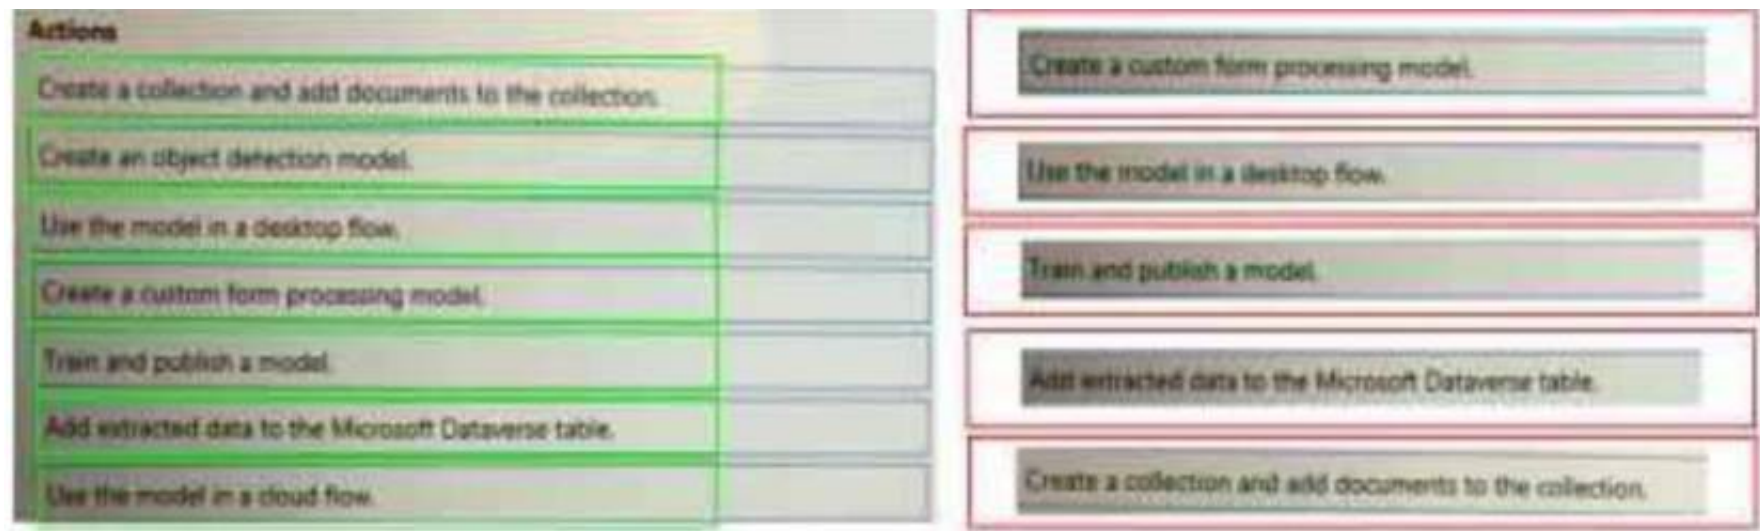 Actions
Create a collection and add documents to the collection.
Create an object detection model.
Use the model in a desktop flow.
Create a custom form processing model.
Train and publish a model.
Add extracted data to the Microsoft Dataverse table.
Use the model in a cloud flow.
Create a custom form processing model.
Use the model in a desktop flow.
Train and publish a model.
Add extracted data to the Microsoft Dataverse table.
Create a collection and add documents to the collection.